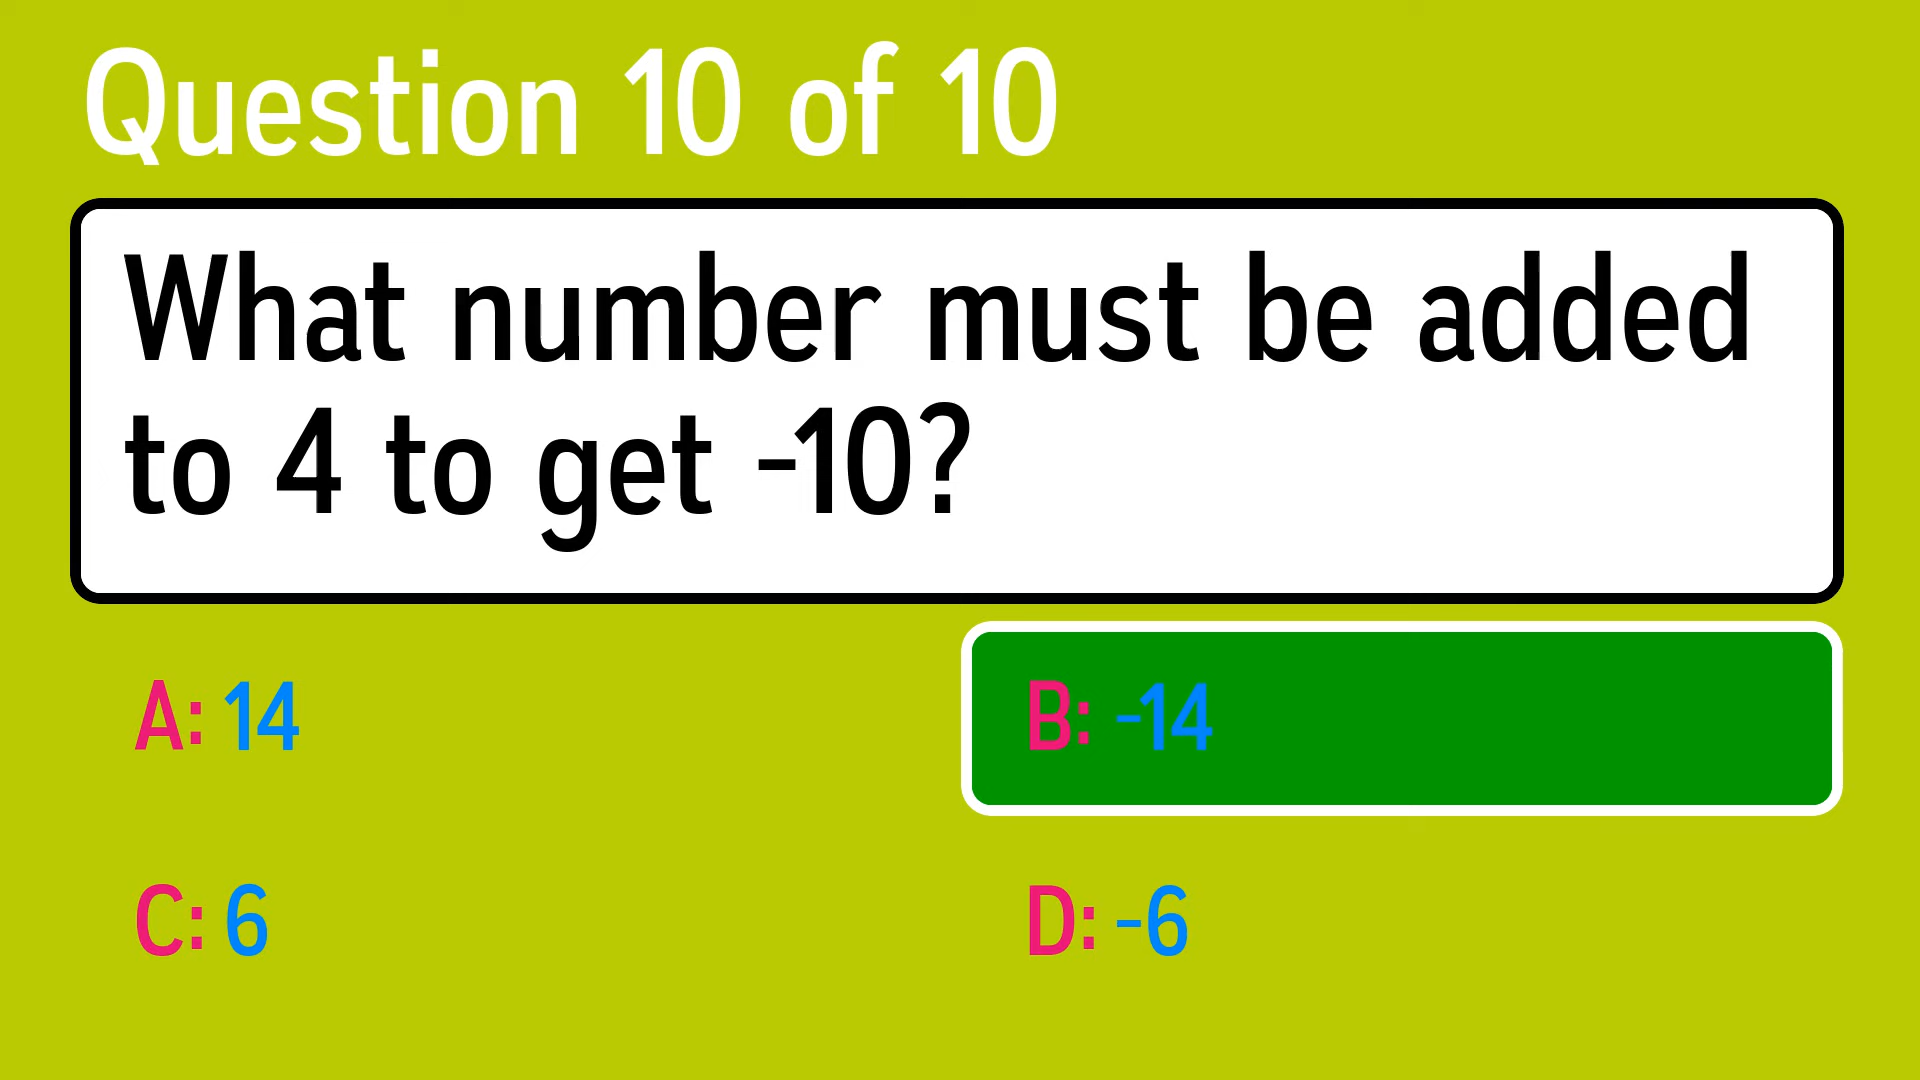 Question 10 of 10
What number must be added
to 4 to get -10?
A: 14
B: -14
C: 6
D: -6